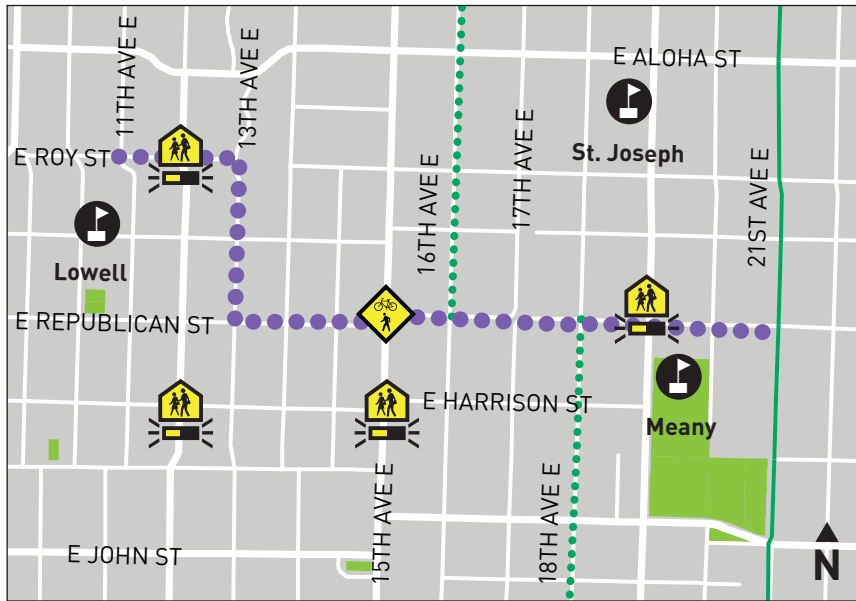 E ALOHA ST
11TH AVE E
13TH AVE E
E ROY ST
St. Joseph
16TH AVE E
17TH AVE E
21ST AVE E
Lowell
E REPUBLICAN ST
E HARRISON ST
Meany
15TH AVE E
18TH AVE E
E JOHN ST
N